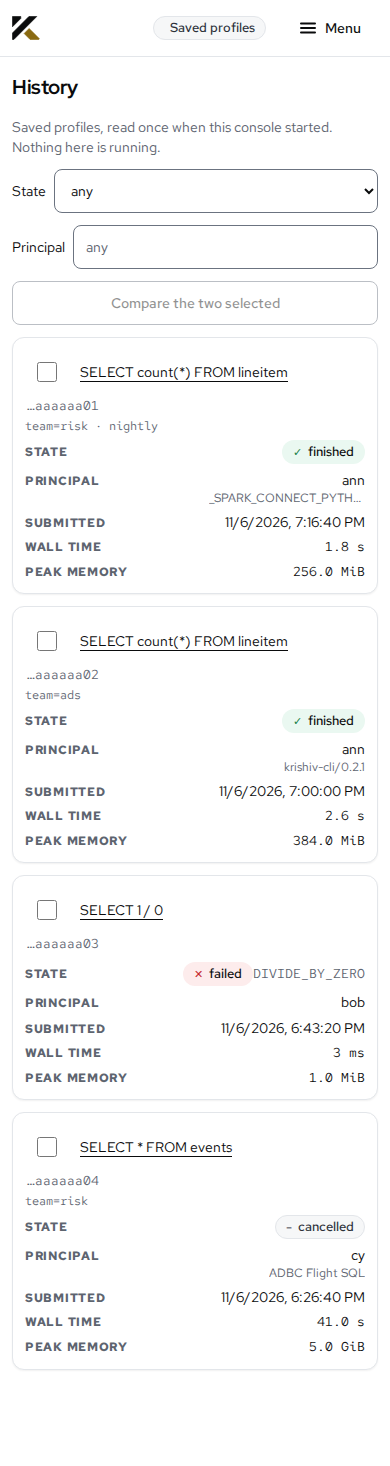 Saved profiles
Menu
History
Saved profiles, read once when this console started.
Nothing here is running.
State any
Principal any
Compare the two selected
SELECT count(*) FROM lineitem
…aaaaaa01
team=risk · nightly
STATE ✓ finished
PRINCIPAL ann
_SPARK_CONNECT_PYTH…
SUBMITTED 11/6/2026, 7:16:40 PM
WALL TIME 1.8 s
PEAK MEMORY 256.0 MiB
SELECT count(*) FROM lineitem
…aaaaaa02
team=ads
STATE ✓ finished
PRINCIPAL ann
krishiv-cli/0.2.1
SUBMITTED 11/6/2026, 7:00:00 PM
WALL TIME 2.6 s
PEAK MEMORY 384.0 MiB
SELECT 1 / 0
…aaaaaa03
STATE ✕ failed DIVIDE_BY_ZERO
PRINCIPAL bob
SUBMITTED 11/6/2026, 6:43:20 PM
WALL TIME 3 ms
PEAK MEMORY 1.0 MiB
SELECT * FROM events
…aaaaaa04
team=risk
STATE – cancelled
PRINCIPAL cy
ADBC Flight SQL
SUBMITTED 11/6/2026, 6:26:40 PM
WALL TIME 41.0 s
PEAK MEMORY 5.0 GiB